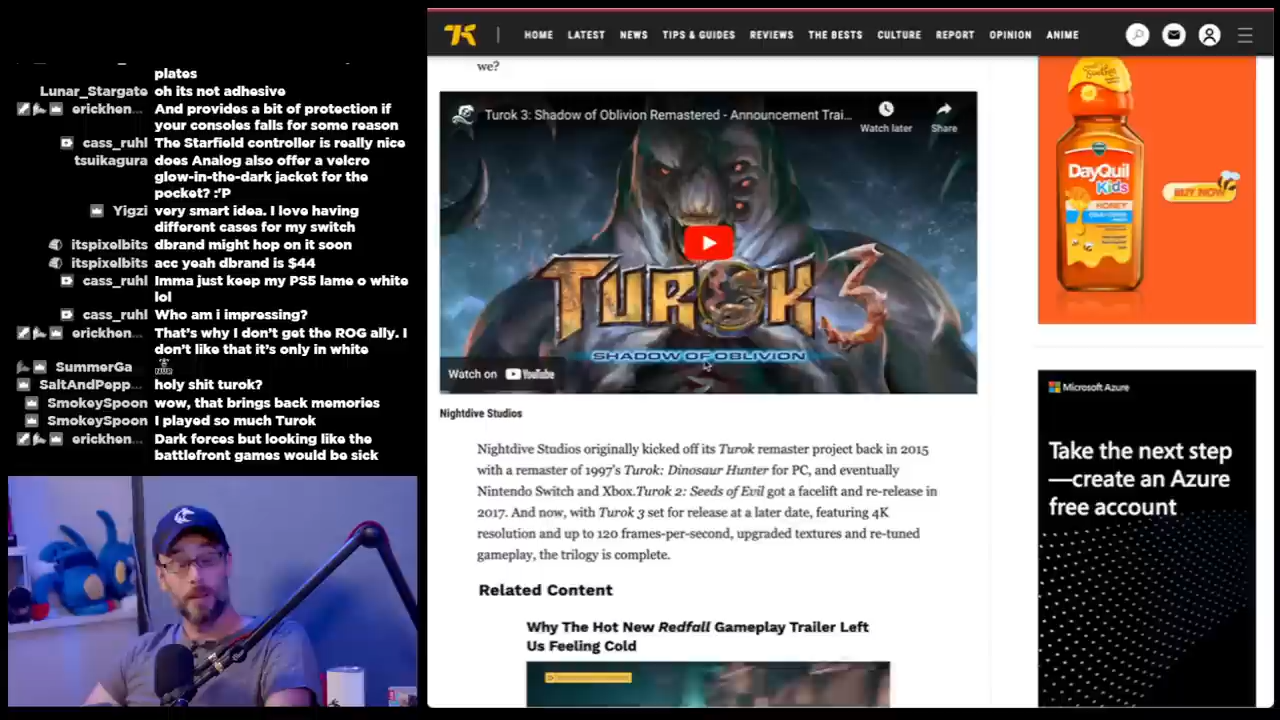 plates
Lunar_Stargate oh its not adhesive
erickhen... And provides a bit of protection if
your consoles falls for some reason
cass_ruhl The Starfield controller is really nice
tsuikagura does Analog also offer a velcro
glow-in-the-dark jacket for the
pocket? :'P
Yigzi very smart idea. I love having
different cases for my switch
itspixelbits dbrand might hop on it soon
itspixelbits acc yeah dbrand is $44
cass_ruhl Imma just keep my PS5 lame o white
lol
cass_ruhl Who am i impressing?
erickhen... That's why I don't get the ROG ally. I
don't like that it's only in white
SummerGa
SaltAndPepp... holy shit turok?
SmokeySpoon wow, that brings back memories
SmokeySpoon I played so much Turok
erickhen... Dark forces but looking like the
battlefront games would be sick
HOME LATEST NEWS TIPS & GUIDES REVIEWS THE BESTS CULTURE REPORT OPINION ANIME
we?
Turok 3: Shadow of Oblivion Remastered - Announcement Trai...
Watch later Share
TUROK 3
SHADOW OF OBLIVION
Watch on YouTube
Nightdive Studios
Nightdive Studios originally kicked off its Turok remaster project back in 2015
with a remaster of 1997's Turok: Dinosaur Hunter for PC, and eventually
Nintendo Switch and Xbox.Turok 2: Seeds of Evil got a facelift and re-release in
2017. And now, with Turok 3 set for release at a later date, featuring 4K
resolution and up to 120 frames-per-second, upgraded textures and re-tuned
gameplay, the trilogy is complete.
Related Content
Why The Hot New Redfall Gameplay Trailer Left
Us Feeling Cold
DayQuil
Kids
HONEY
BUY NOW
Microsoft Azure
Take the next step
—create an Azure
free account